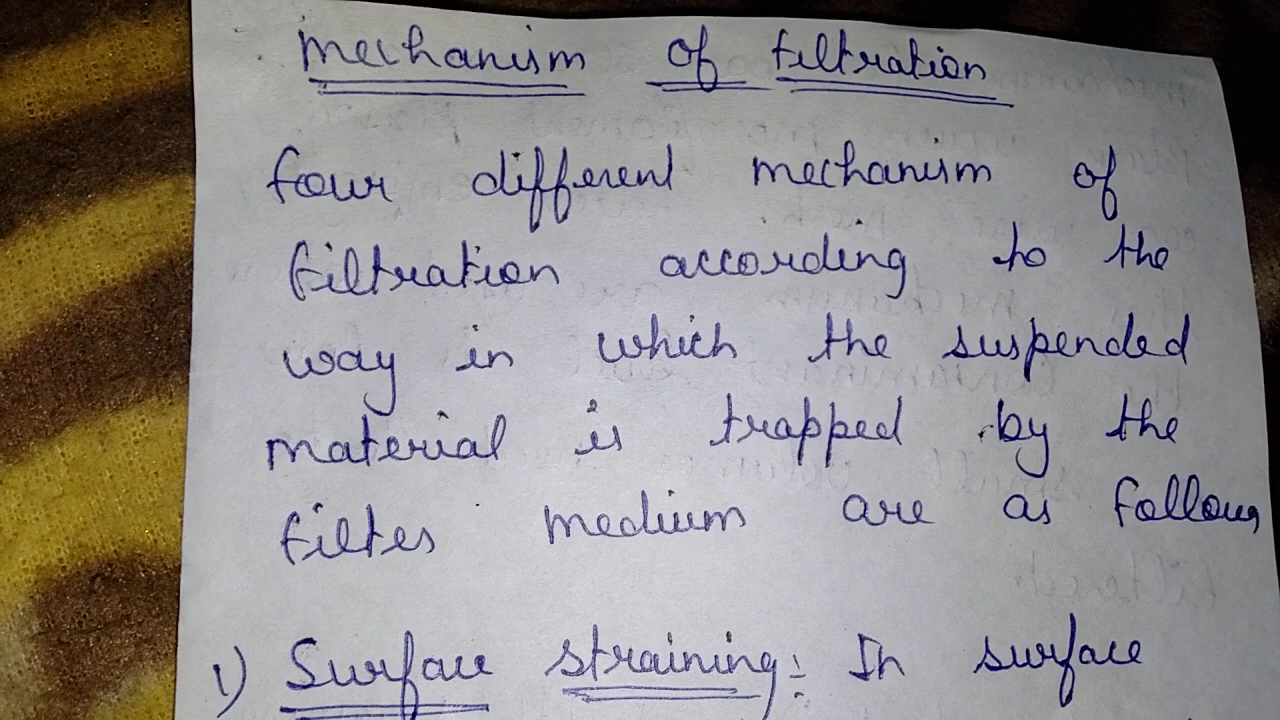 Mechanism of filtration
four different mechanism of
filtration according to the
way in which the suspended
material is trapped by the
filter medium are as follows
1) Surface straining: In surface